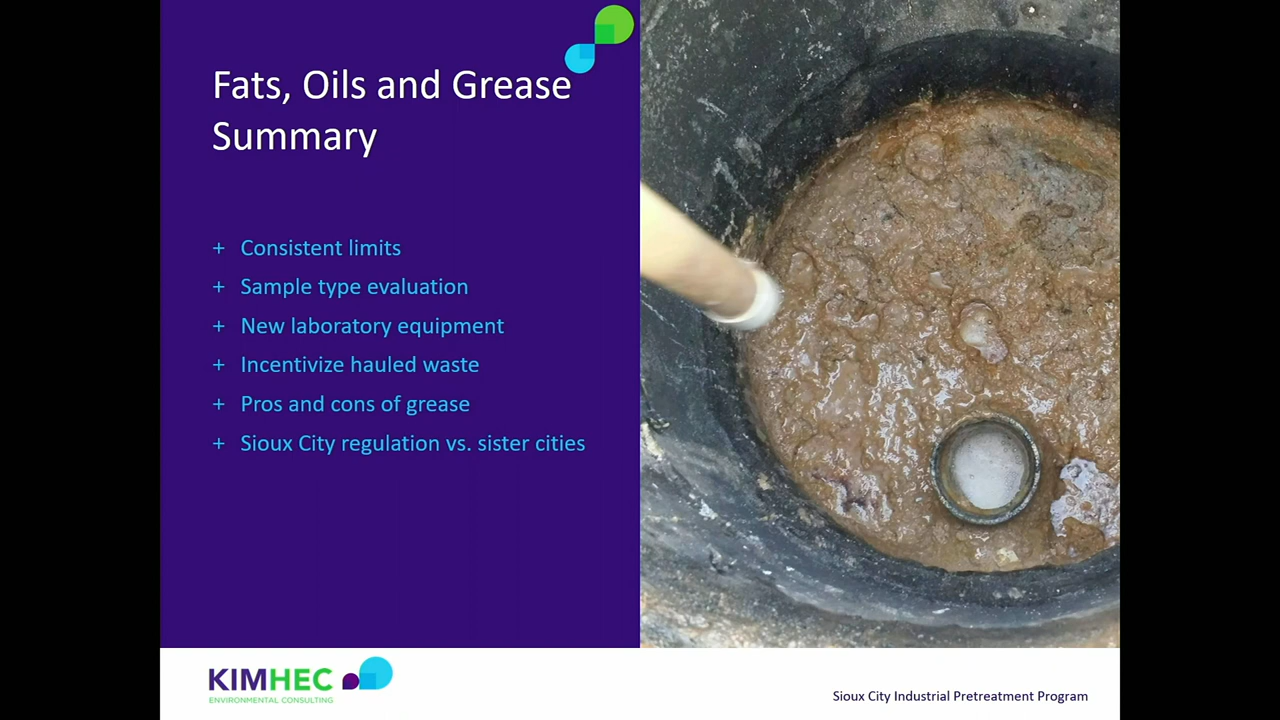 Fats, Oils and Grease
Summary
+ Consistent limits
+ Sample type evaluation
+ New laboratory equipment
+ Incentivize hauled waste
+ Pros and cons of grease
+ Sioux City regulation vs. sister cities
KIMHEC
ENVIRONMENTAL CONSULTING
Sioux City Industrial Pretreatment Program